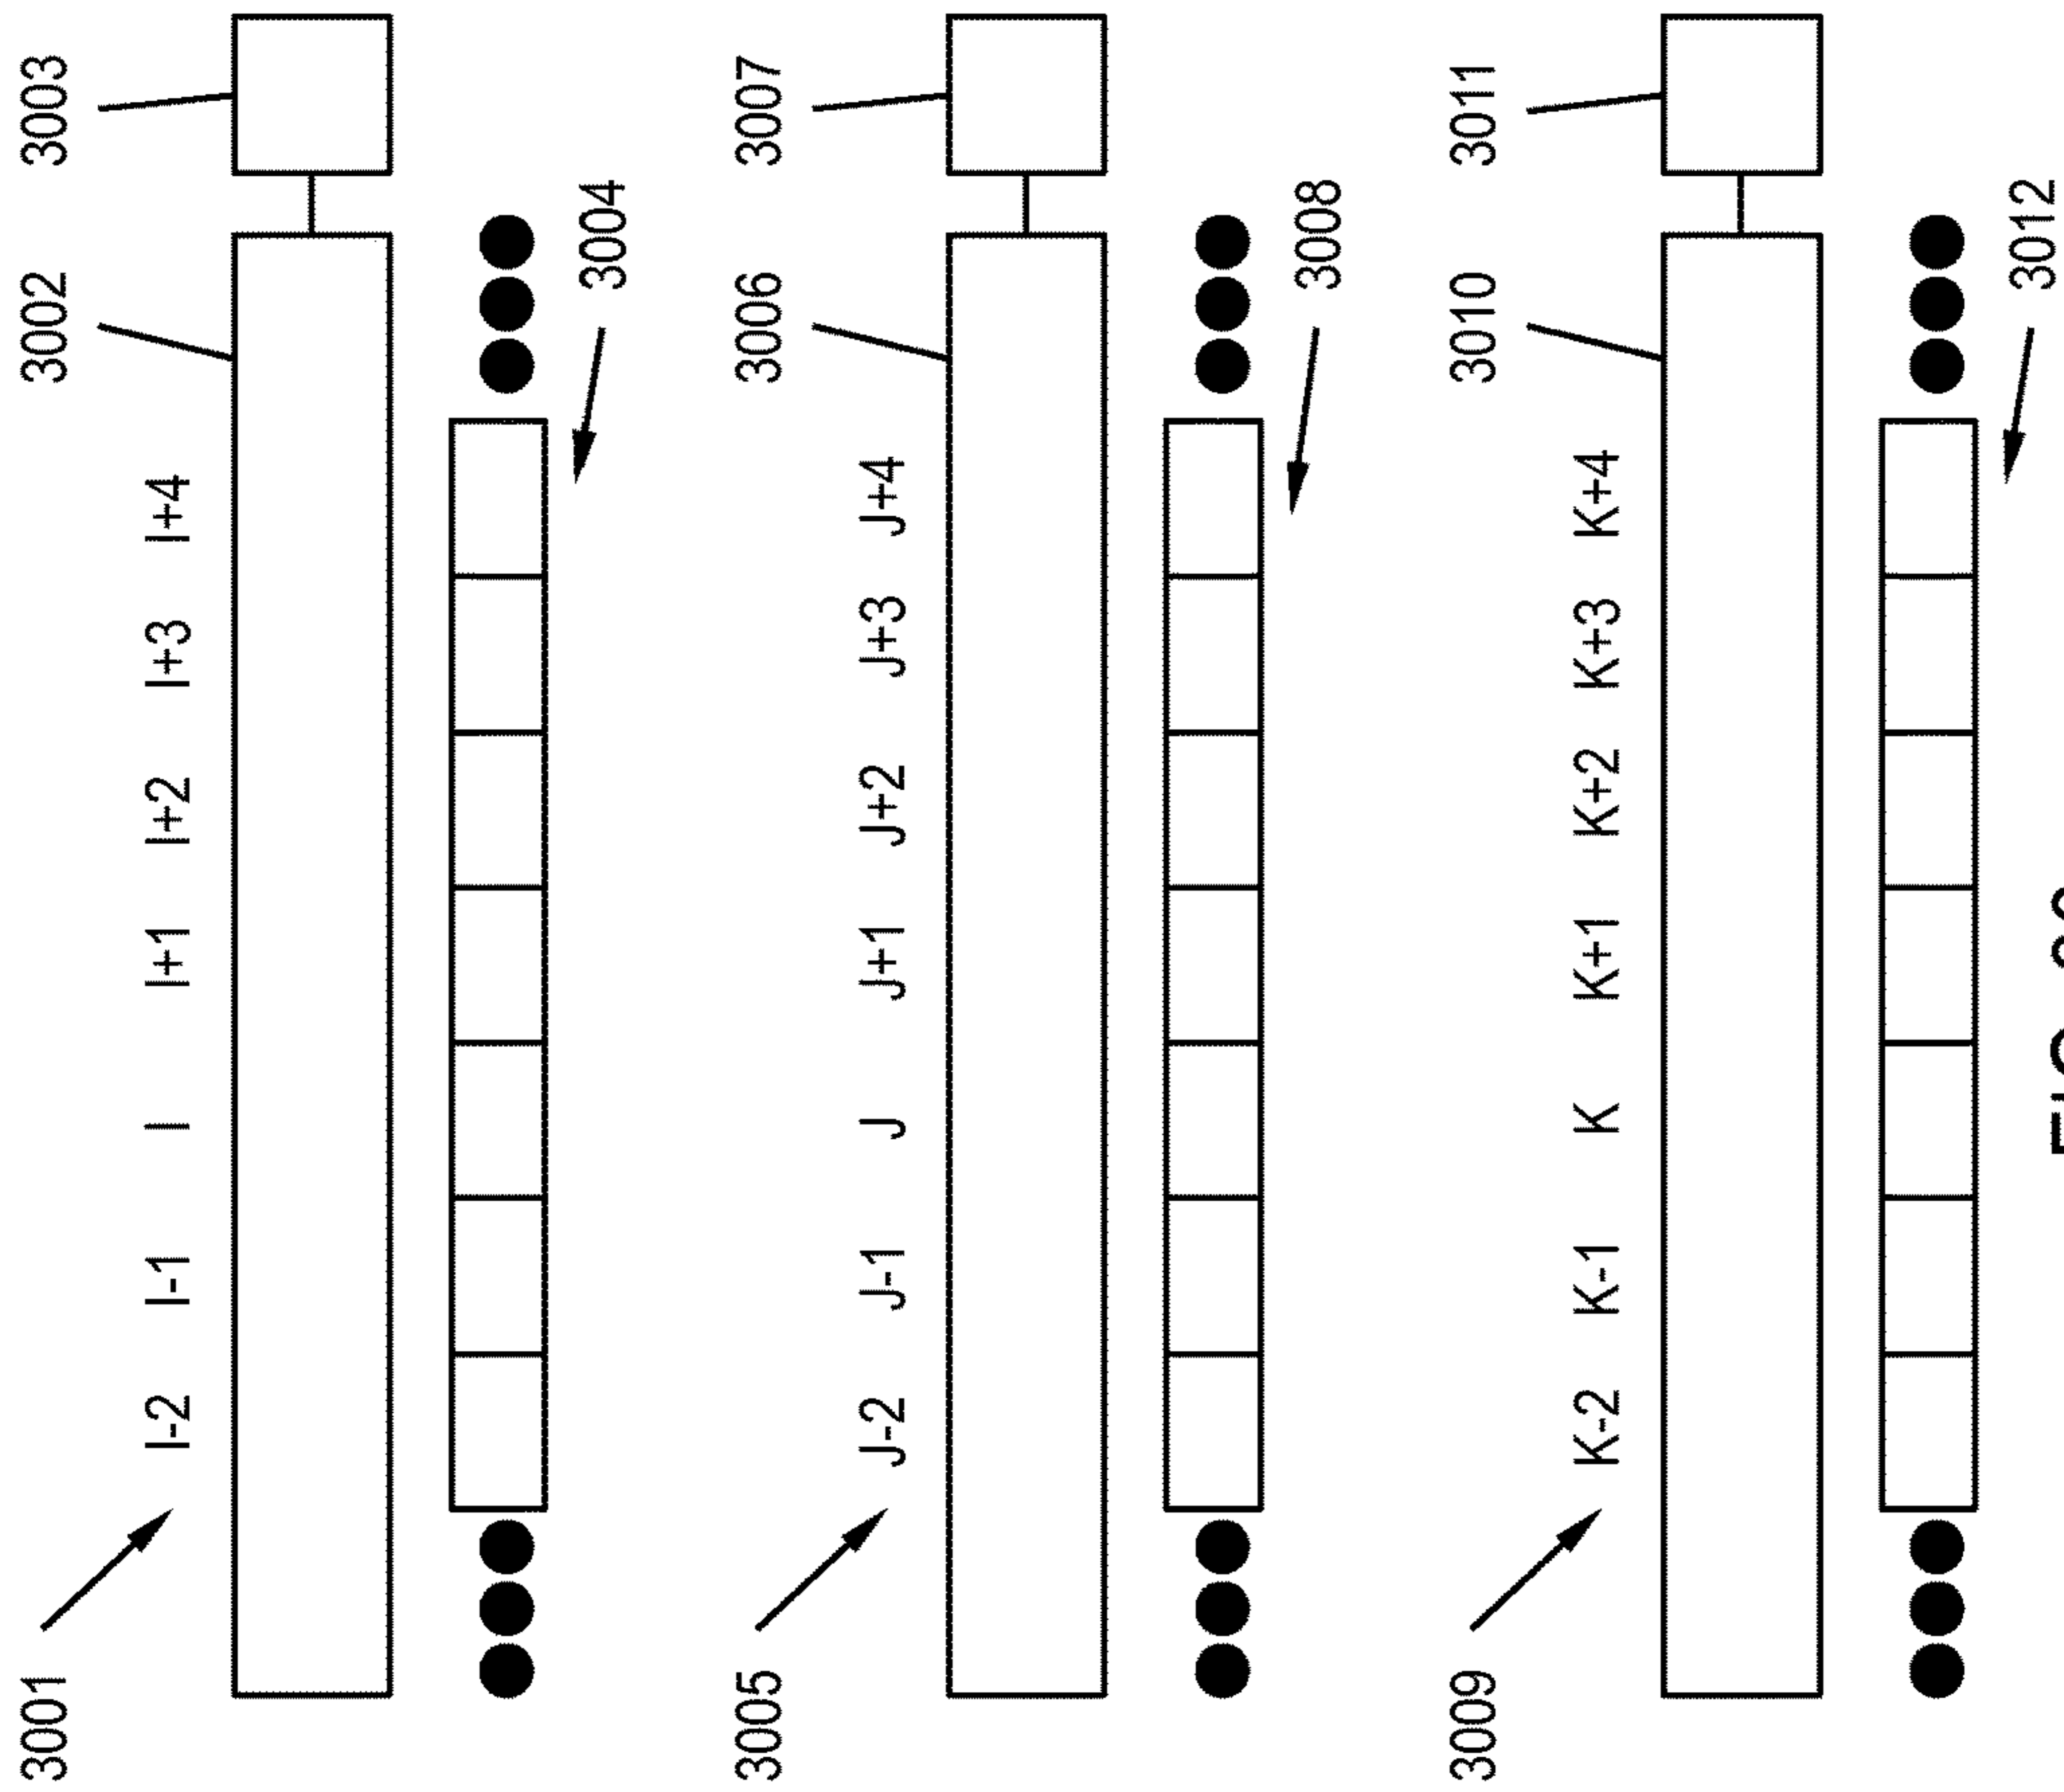 3001 3002 3003
I-2 I-1 I I+1 I+2 I+3 I+4
3004
3005 3006 3007
J-2 J-1 J J+1 J+2 J+3 J+4
3008
3009 3010 3011
K-2 K-1 K K+1 K+2 K+3 K+4
3012